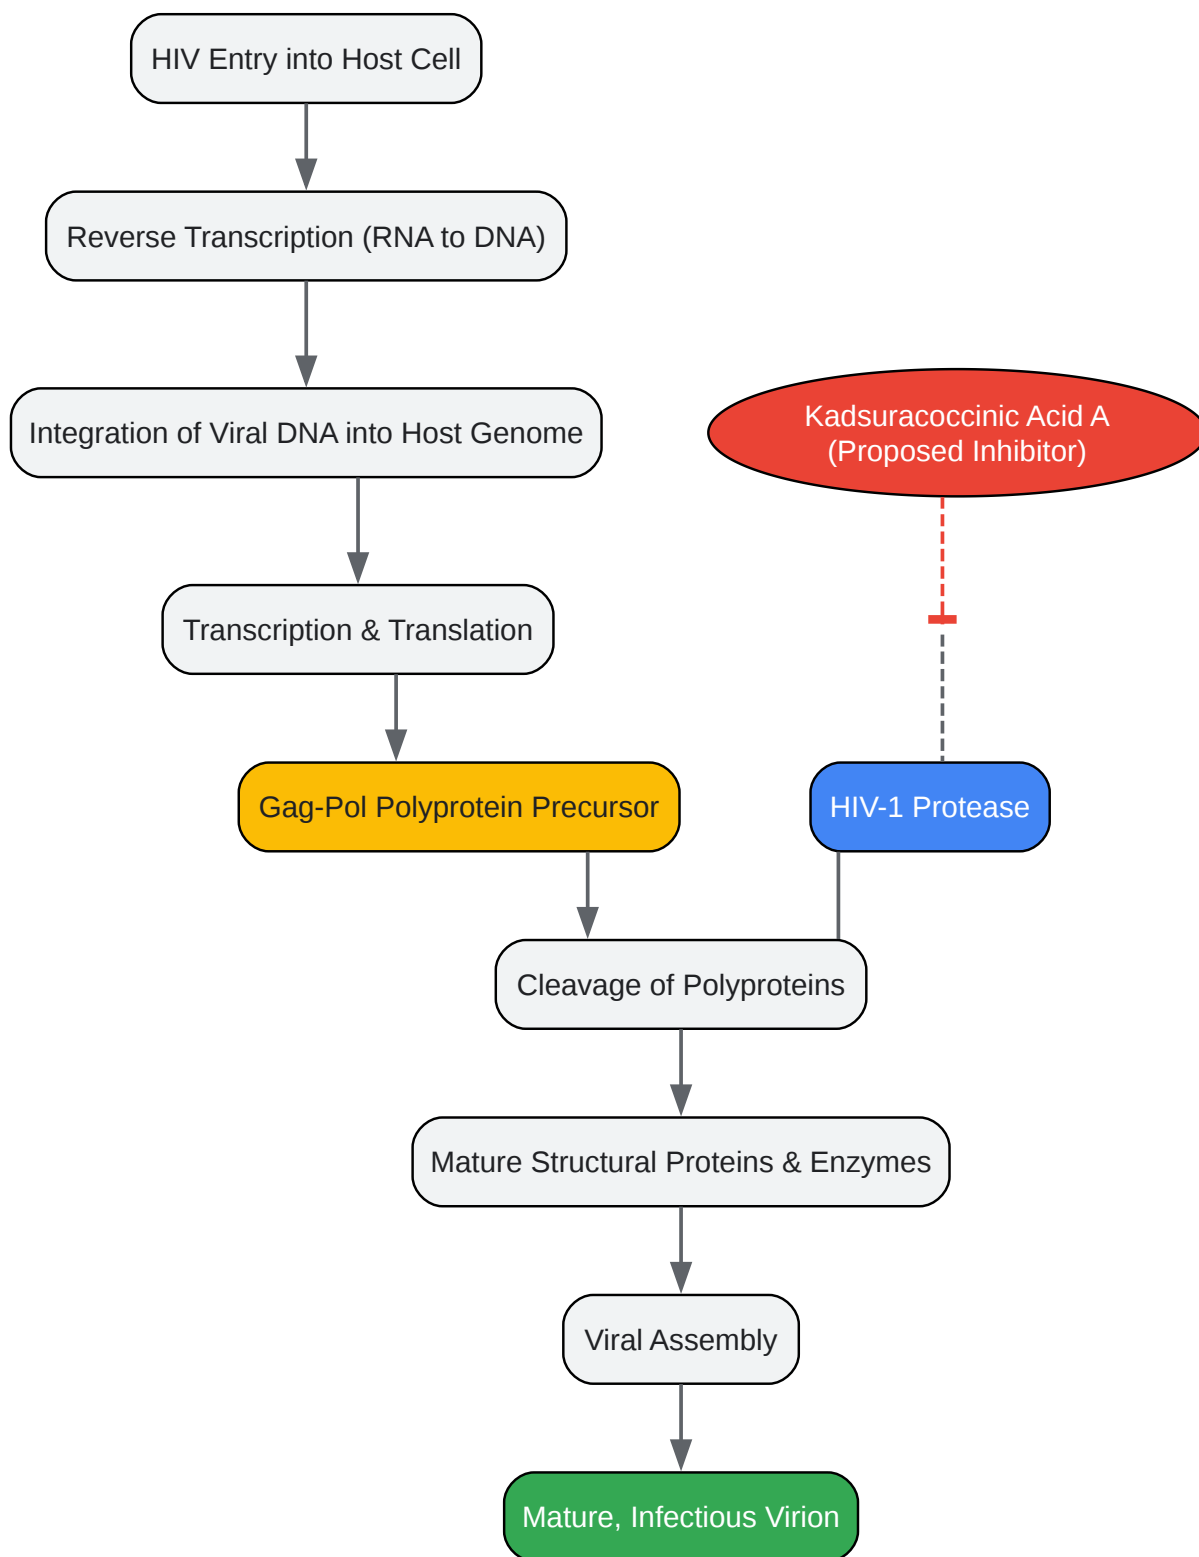 HIV Entry into Host Cell
Reverse Transcription (RNA to DNA)
Integration of Viral DNA into Host Genome
Kadsuracoccinic Acid A
(Proposed Inhibitor)
Transcription & Translation
Gag-Pol Polyprotein Precursor
HIV-1 Protease
Cleavage of Polyproteins
Mature Structural Proteins & Enzymes
Viral Assembly
Mature, Infectious Virion